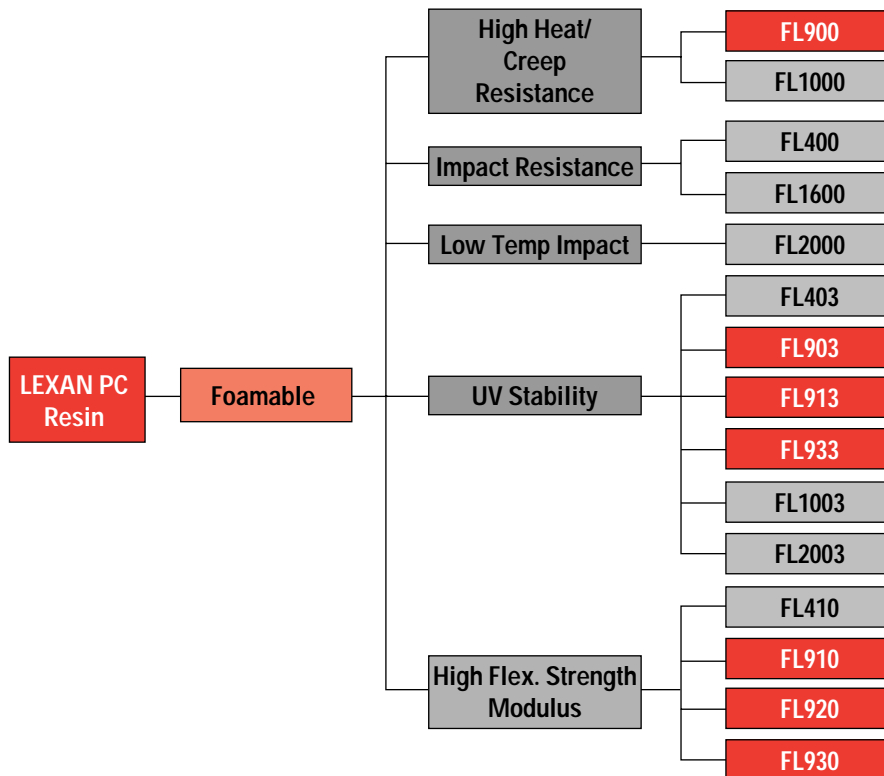 LEXAN PC
Resin
Foamable
High Heat/
Creep
Resistance
FL900
FL1000
Impact Resistance
FL400
FL1600
Low Temp Impact
FL2000
UV Stability
FL403
FL903
FL913
FL933
FL1003
FL2003
High Flex. Strength
Modulus
FL410
FL910
FL920
FL930